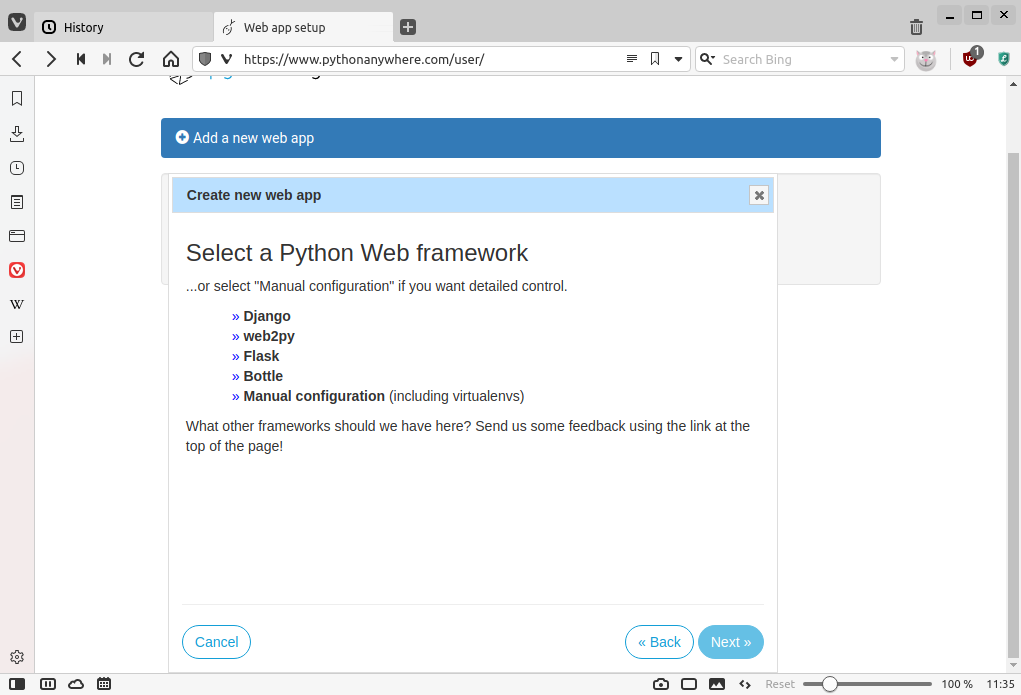 History
Web app setup
https://www.pythonanywhere.com/user/
Search Bing
1
Add a new web app
Create new web app
Select a Python Web framework
...or select "Manual configuration" if you want detailed control.
» Django
» web2py
» Flask
» Bottle
» Manual configuration (including virtualenvs)
What other frameworks should we have here? Send us some feedback using the link at the
top of the page!
Cancel
« Back
Next »
Reset
100 %
11:35